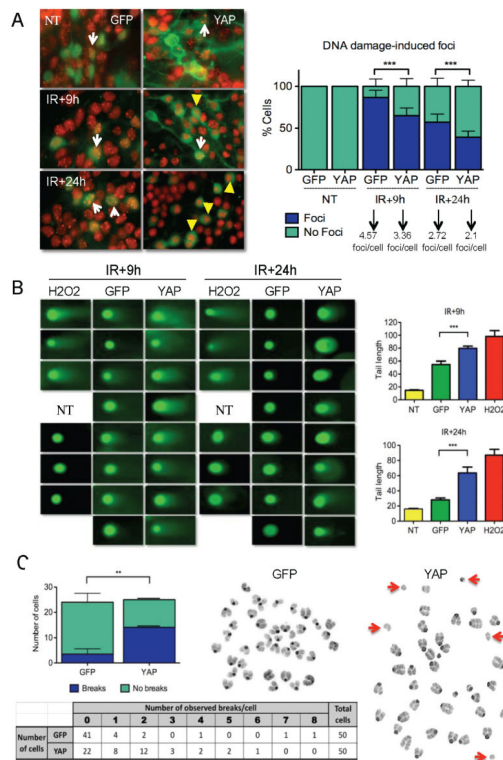 A
NT
GFP
YAP
IR+9h
IR+24h
DNA damage-induced foci
***
***
100
50
0
% Cells
GFP
YAP
GFP
YAP
GFP
YAP
NT
IR+9h
IR+24h
Foci
No Foci
4.57
3.36
2.72
2.1
foci/cell
foci/cell
foci/cell
foci/cell
B
IR+9h
IR+24h
H2O2
GFP
YAP
H2O2
GFP
YAP
NT
NT
IR+9h
***
120
100
80
60
40
20
0
Tail length
NT
GFP
YAP
H2O2
IR+24h
***
120
100
80
60
40
20
0
Tail length
NT
GFP
YAP
H2O2
C
**
30
20
10
0
Number of cells
GFP
YAP
Breaks
No breaks
GFP
YAP
Number of observed breaks/cell
Total cells
0 1 2 3 4 5 6 7 8
Number of cells
GFP 41 4 2 0 1 0 0 1 1 50
YAP 22 8 12 3 2 2 1 0 0 50